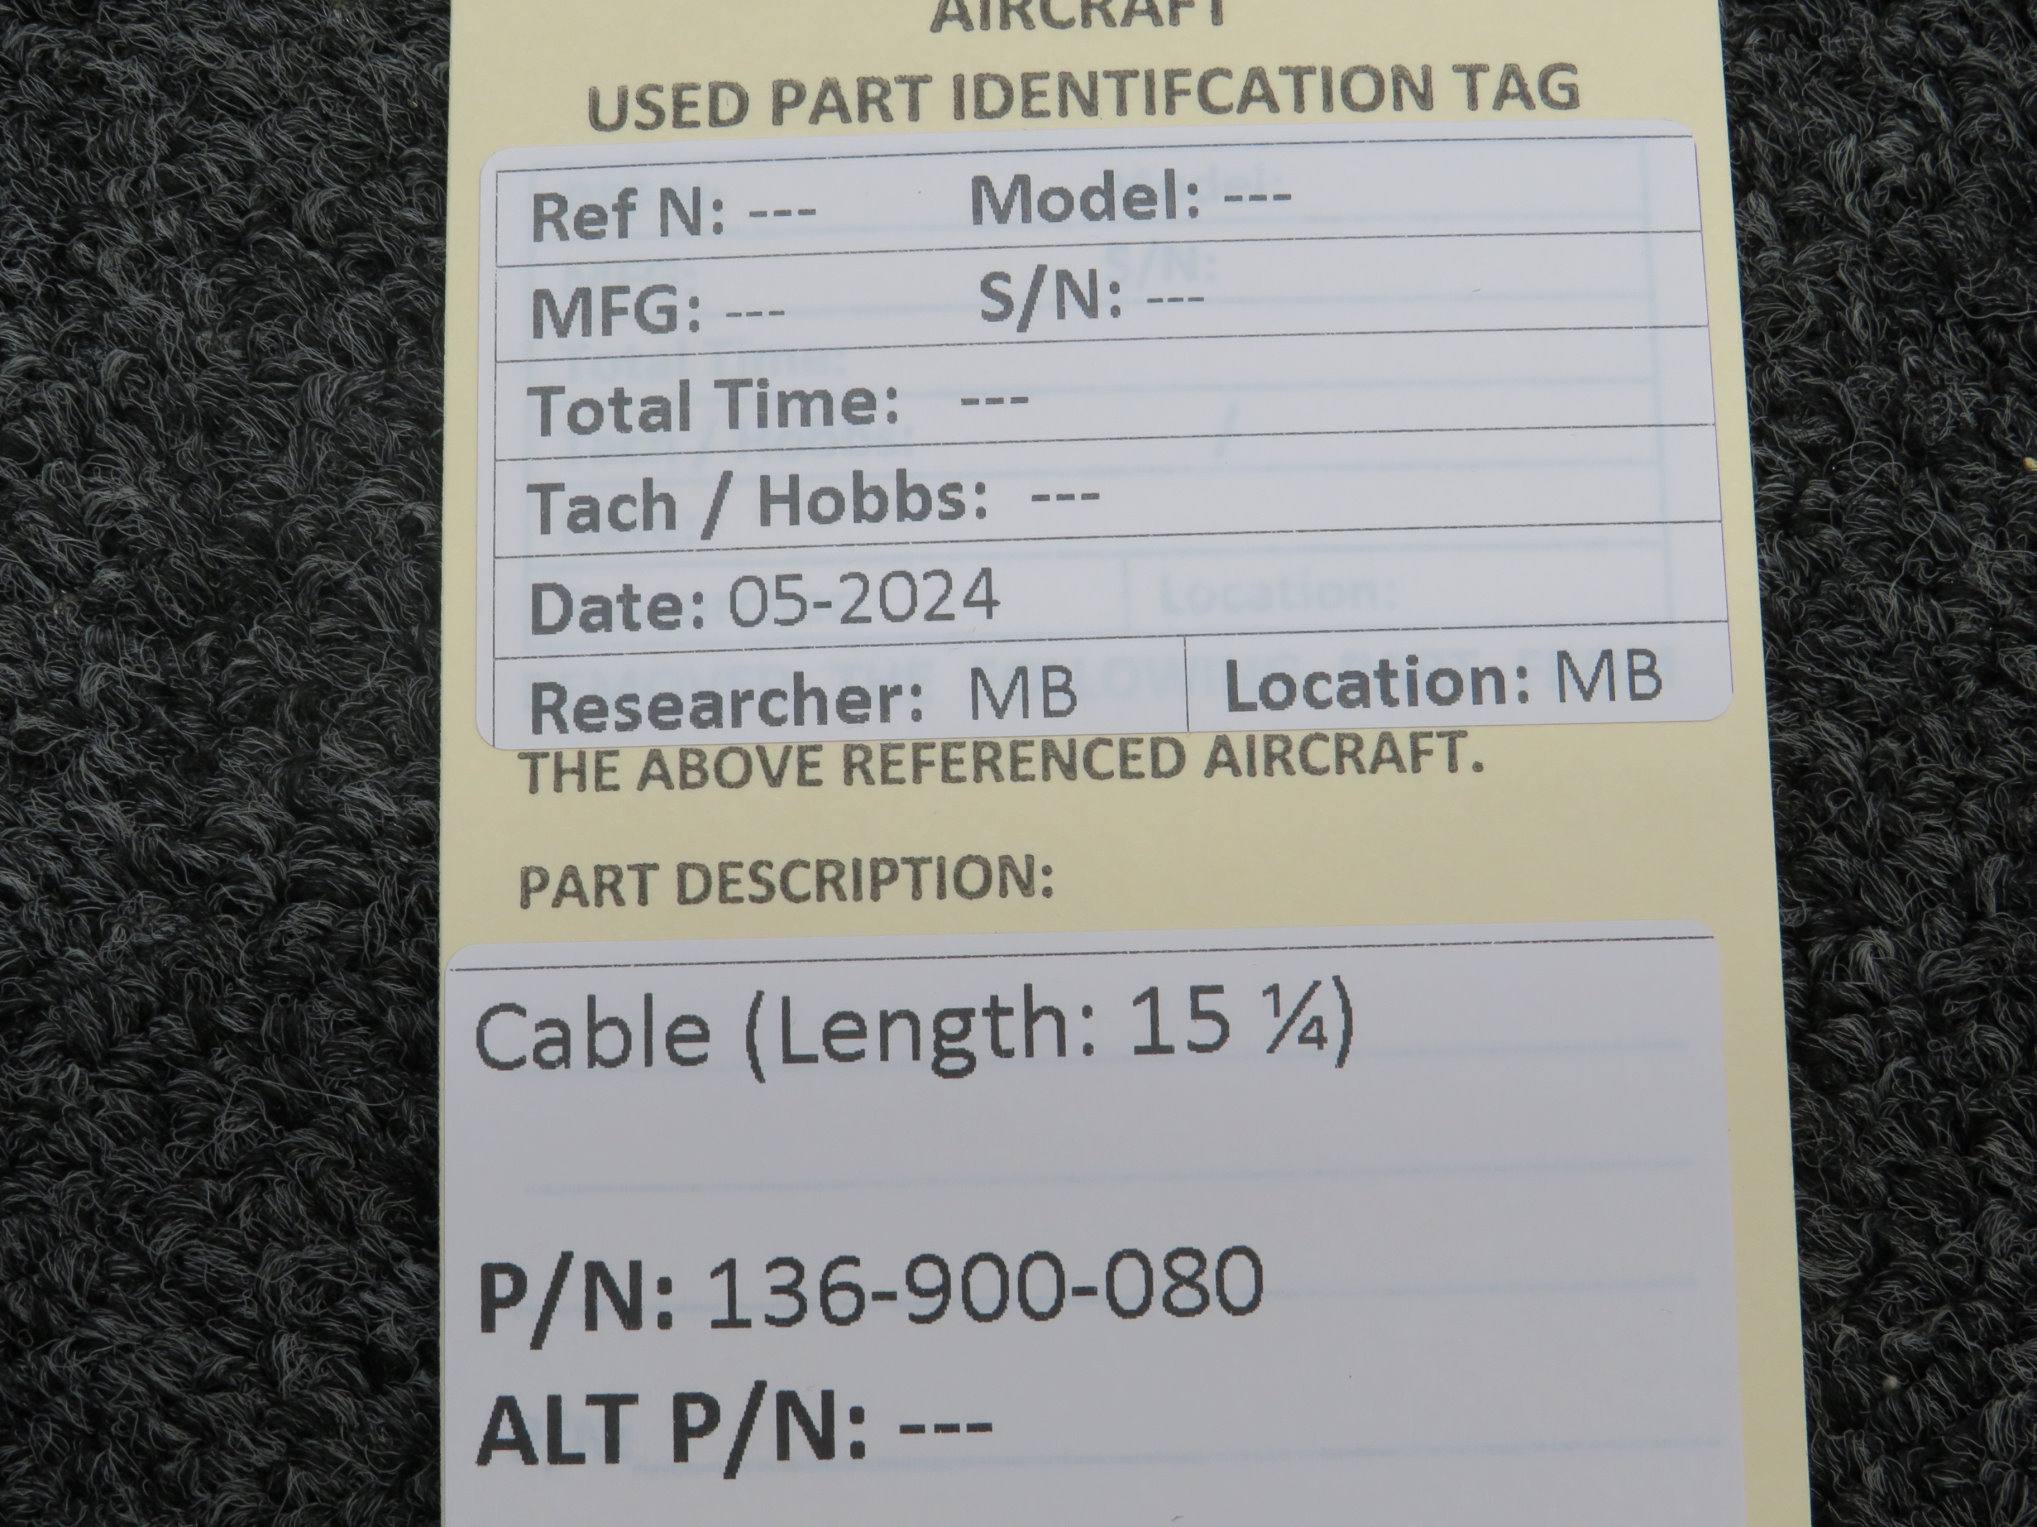 AIRCRAFT
USED PART IDENTIFCATION TAG
Ref N: --- Model: ---
MFG: --- S/N: ---
Total Time: ---
Tach / Hobbs: ---
Date: 05-2024
Researcher: MB Location: MB
THE ABOVE REFERENCED AIRCRAFT.
PART DESCRIPTION:
Cable (Length: 15 ¼)
P/N: 136-900-080
ALT P/N: ---